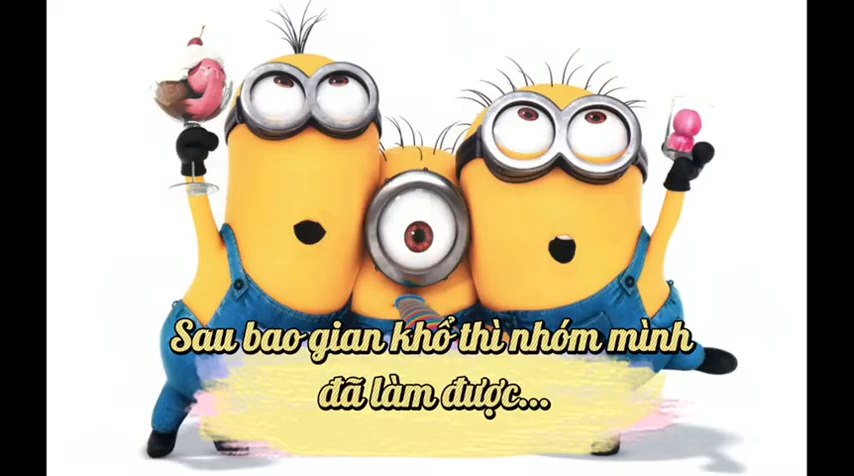 Sau bao gian khổ thì nhóm mình
đã làm được...